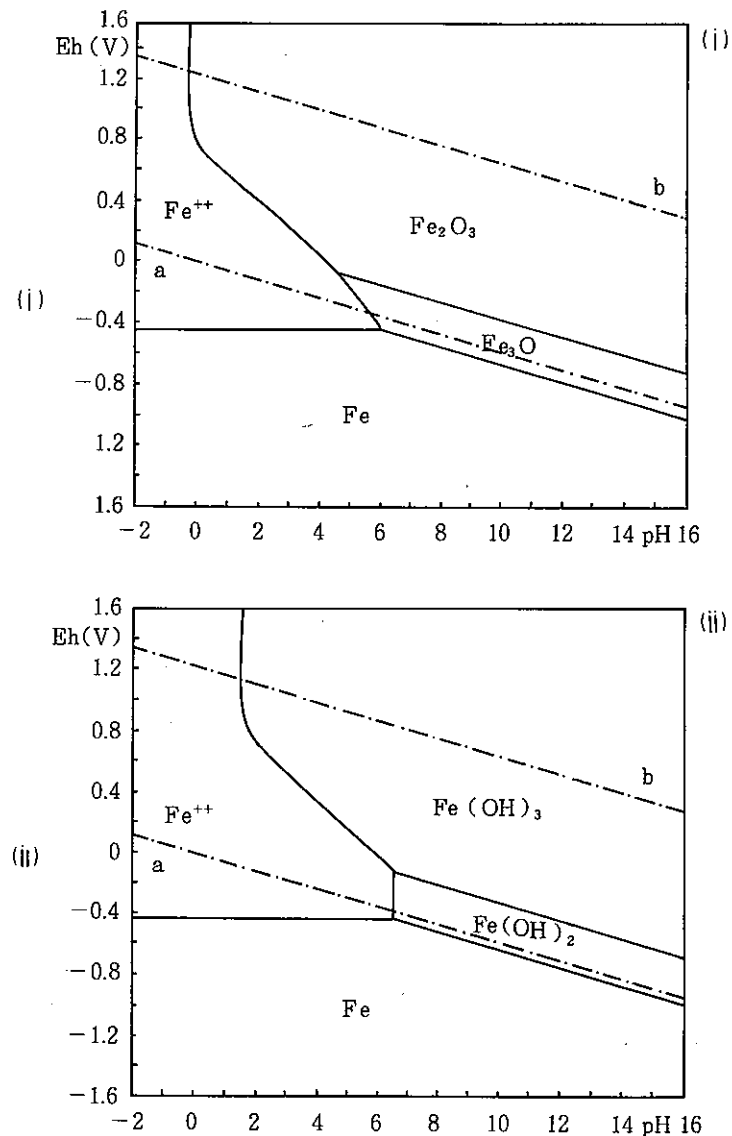 1.6
Eh(V)
(i)
1.2
0.8
b
Fe⁺⁺
0.4
Fe₂O₃
0
a
(i)
−0.4
Fe₃O
−0.8
Fe
1.2
1.6
−2 0 2 4 6 8 10 12 14 pH 16
1.6
(ii)
Eh(V)
1.2
0.8
b
0.4
Fe(OH)₃
Fe⁺⁺
0
(ii)
a
−0.4
Fe(OH)₂
−0.8
Fe
−1.2
−1.6
−2 0 2 4 6 8 10 12 14 pH 16